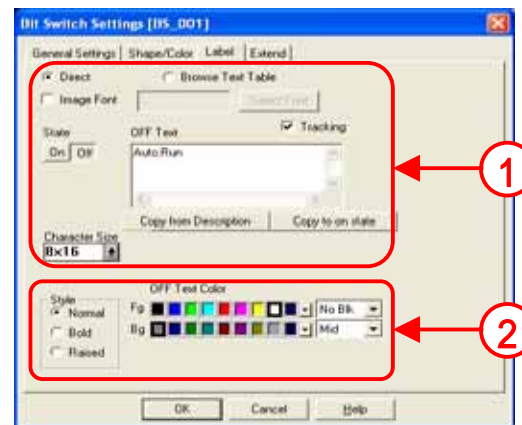 Bit Switch Settings [BS_001]
General Settings Shape/Color Label Extend
Direct Browse Text Table
Image Font Select Font
State OFF Text Tracking
On Off Auto Run
1
Copy from Description Copy to on state
Character Size
8x16
OFF Text Color
Style
Normal Fg No Blk
Bold Bg Mid
2
Raised
OK Cancel Help